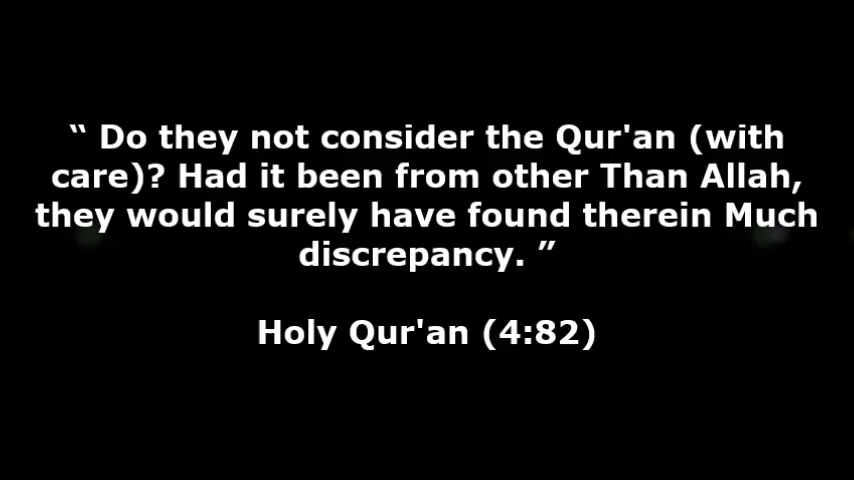 “ Do they not consider the Qur'an (with
care)? Had it been from other Than Allah,
they would surely have found therein Much
discrepancy. ”
Holy Qur'an (4:82)